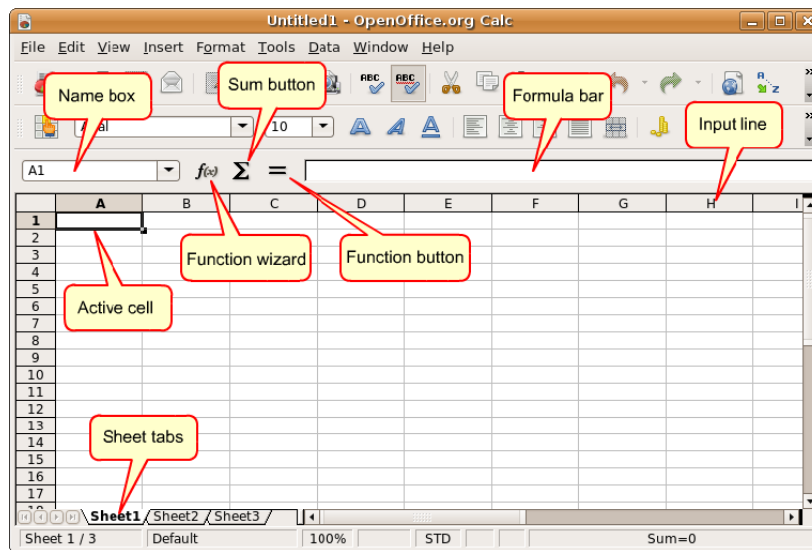 Untitled1 - OpenOffice.org Calc
File Edit View Insert Format Tools Data Window Help
Name box
Sum button
Formula bar
Input line
ABC ABC
A Z
10
A1
f(x) Σ =
A B C D E F G H I
1
2
3
4
5
6
7
8
9
10
11
12
13
14
15
16
17
Function wizard
Function button
Active cell
Sheet tabs
Sheet1 Sheet2 Sheet3
Sheet 1 / 3 Default 100% STD Sum=0